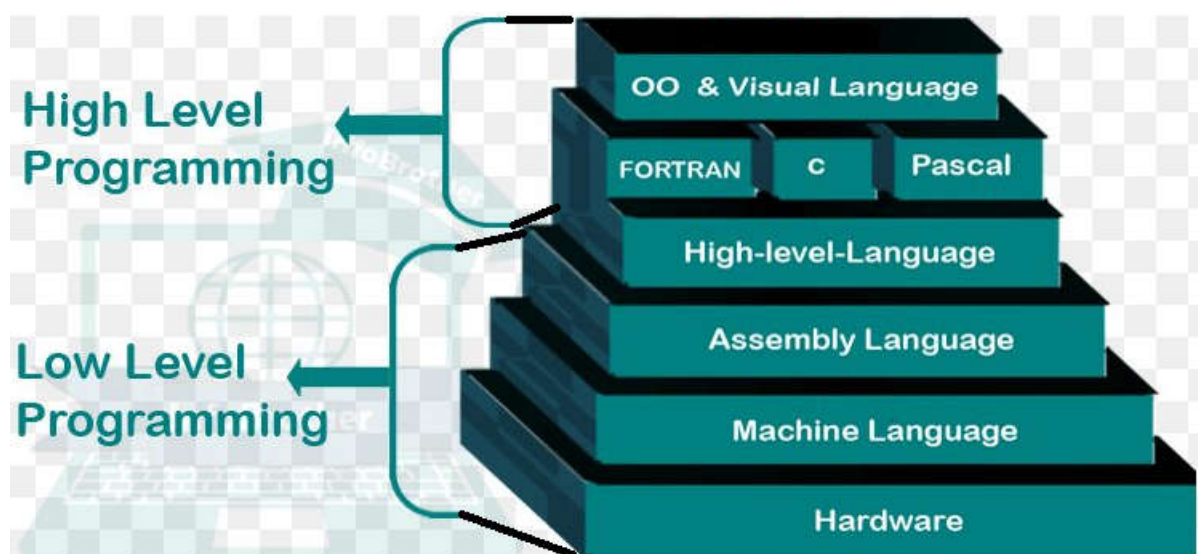 High Level
Programming
OO & Visual Language
FORTRAN
C
Pascal
High-level-Language
Low Level
Programming
Assembly Language
Machine Language
Hardware
InfoBrother